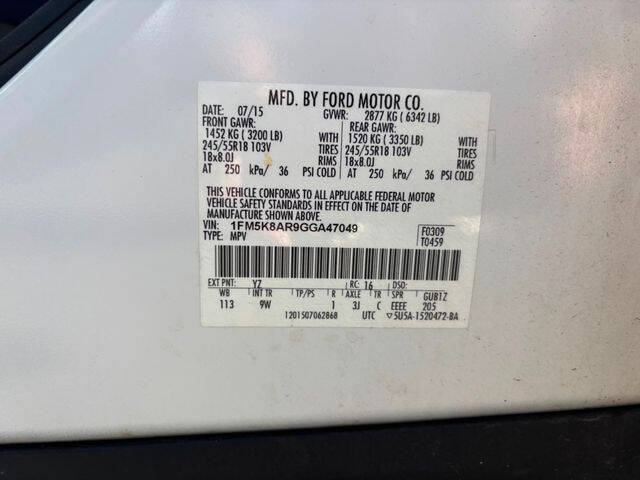 MFD. BY FORD MOTOR CO.
DATE: 07/15 GVWR: 2877 KG ( 6342 LB)
FRONT GAWR: REAR GAWR:
1452 KG ( 3200 LB) WITH 1520 KG ( 3350 LB) WITH
245/55R18 103V TIRES 245/55R18 103V TIRES
18x8.0J RIMS 18x8.0J RIMS
AT 250 kPa/ 36 PSI COLD AT 250 kPa/ 36 PSI COLD
THIS VEHICLE CONFORMS TO ALL APPLICABLE FEDERAL MOTOR
VEHICLE SAFETY STANDARDS IN EFFECT ON THE DATE OF
MANUFACTURE SHOWN ABOVE.
VIN: 1FM5K8AR9GGA47049 F0309
TYPE: MPV T0459
EXT PNT: YZ RC: 16 DSO:
WB INT TR TP/PS R AXLE TR SPR GUB1Z
113 9W 1 3J C EEEE 205
1201507062868 UTC ▽5U5A-1520472-BA